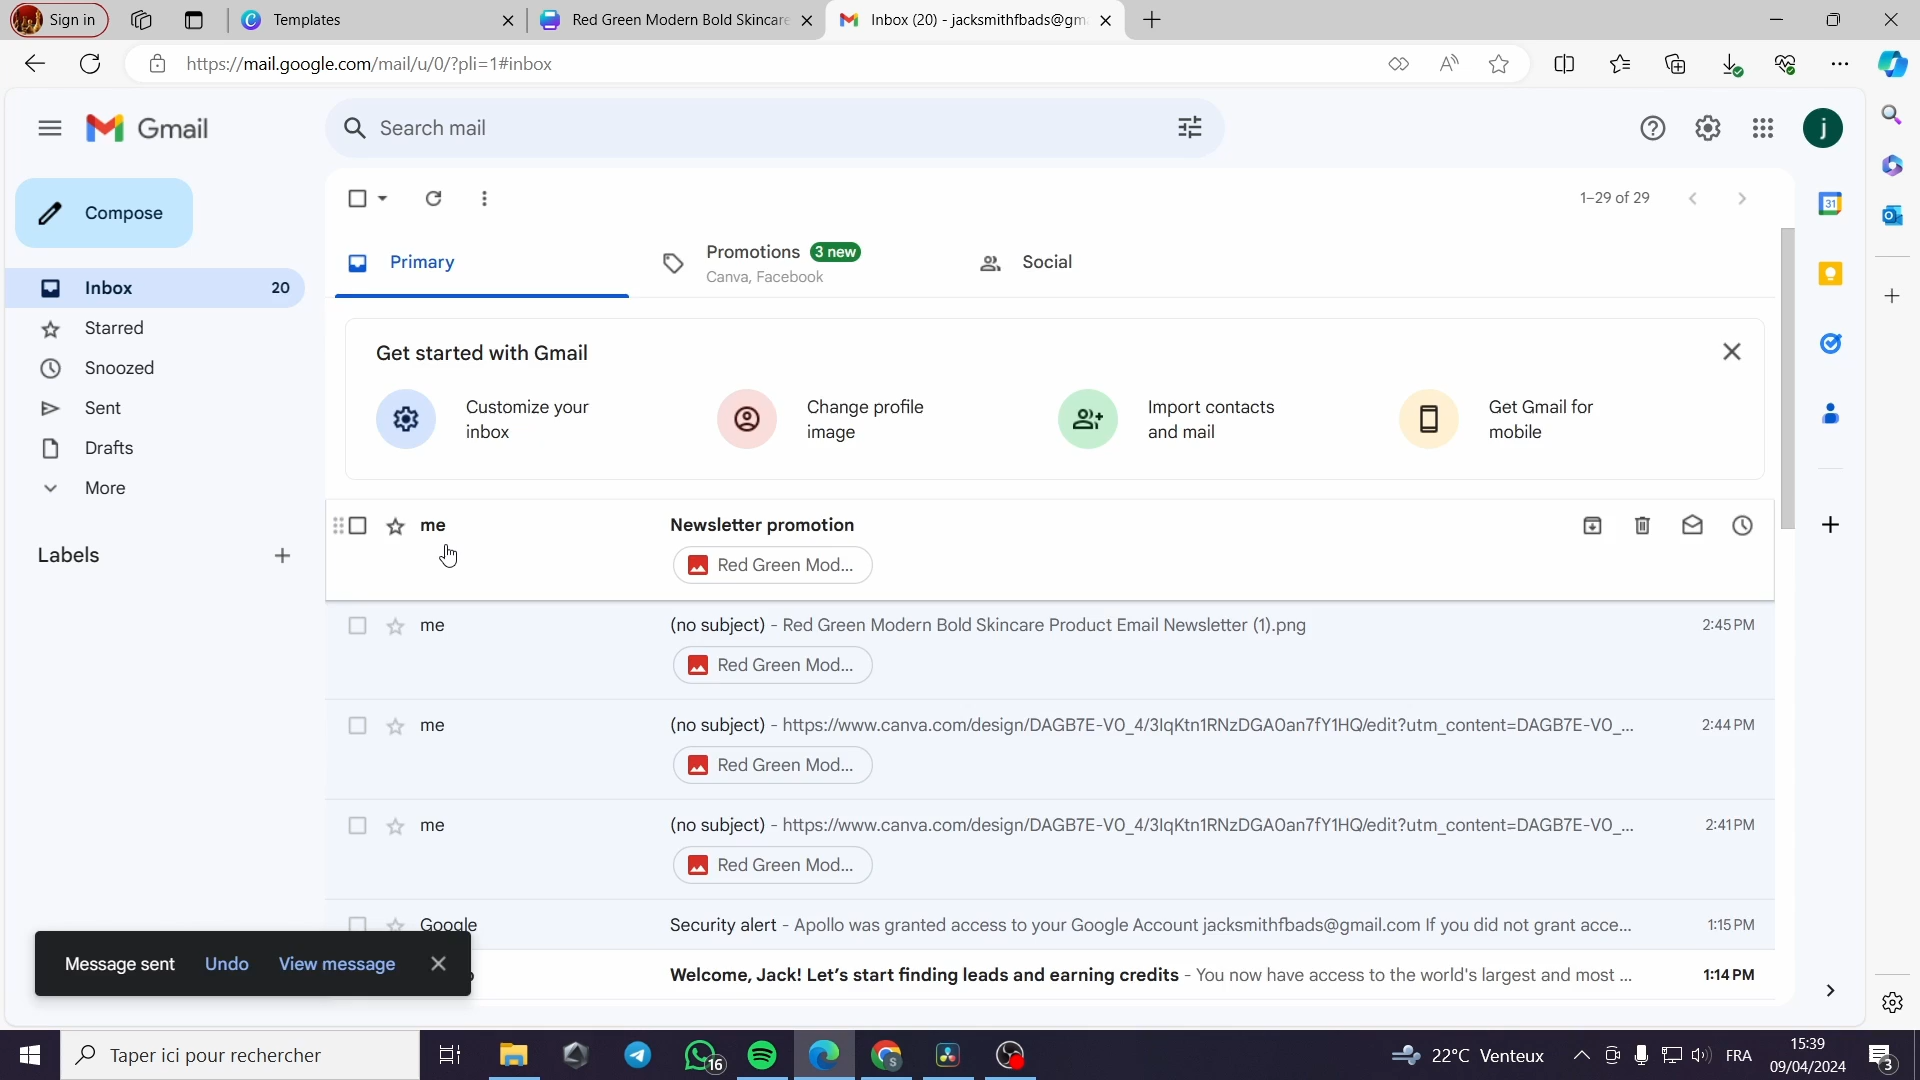 Sign in
Templates
Red Green Modern Bold Skincare
Inbox (20) - jacksmithfbads@gm
https://mail.google.com/mail/u/0/?pli=1#inbox
Gmail
Search mail
j
Compose
1–29 of 29
31
Primary
Promotions 3 new
Canva, Facebook
Social
Inbox 20
Starred
Snoozed
Sent
Drafts
More
Labels
Get started with Gmail
Customize your
inbox
Change profile
image
Import contacts
and mail
Get Gmail for
mobile
me Newsletter promotion
Red Green Mod...
me (no subject) - Red Green Modern Bold Skincare Product Email Newsletter (1).png 2:45 PM
Red Green Mod...
me (no subject) - https://www.canva.com/design/DAGB7E-V0_4/3lqKtn1RNzDGA0an7fY1HQ/edit?utm_content=DAGB7E-V0_... 2:44 PM
Red Green Mod...
me (no subject) - https://www.canva.com/design/DAGB7E-V0_4/3lqKtn1RNzDGA0an7fY1HQ/edit?utm_content=DAGB7E-V0_... 2:41 PM
Red Green Mod...
Google Security alert - Apollo was granted access to your Google Account jacksmithfbads@gmail.com If you did not grant acce... 1:15 PM
Welcome, Jack! Let's start finding leads and earning credits - You now have access to the world's largest and most ... 1:14 PM
Message sent Undo View message
Taper ici pour rechercher
16
22°C Venteux
FRA
15:39
09/04/2024
3